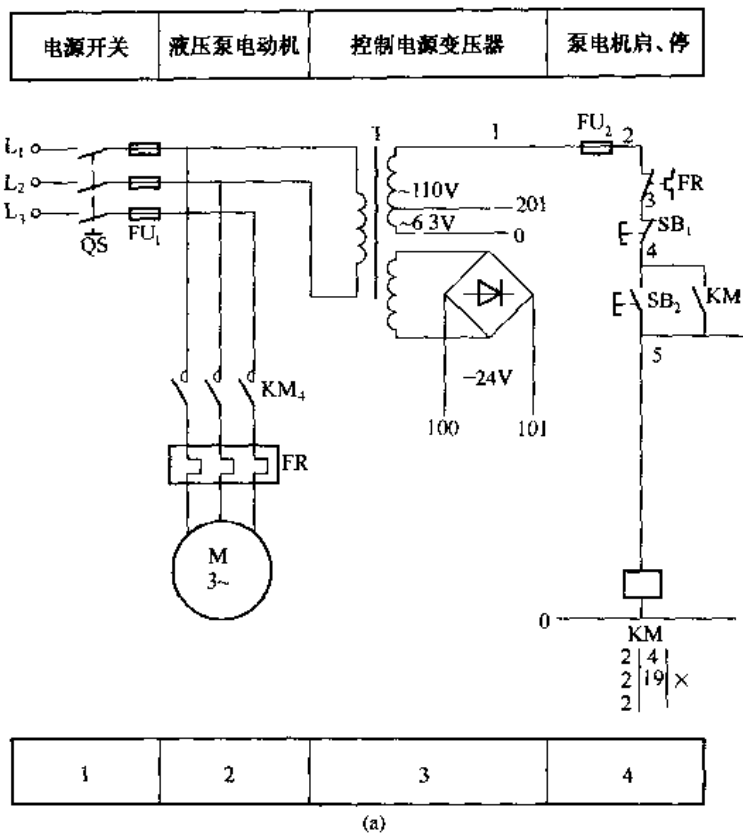 电源开关 液压泵电动机 控制电源变压器 泵电机启、停
T 1 FU2 2
L1
~110V 3 FR
L2
201
L3 ~6.3V SB1
QS FU1 0 4
SB2 KM
5
−24V
KM4
100 101
FR
M
3~
0
KM
2 4
2 19 ×
2
1 2 3 4
(a)